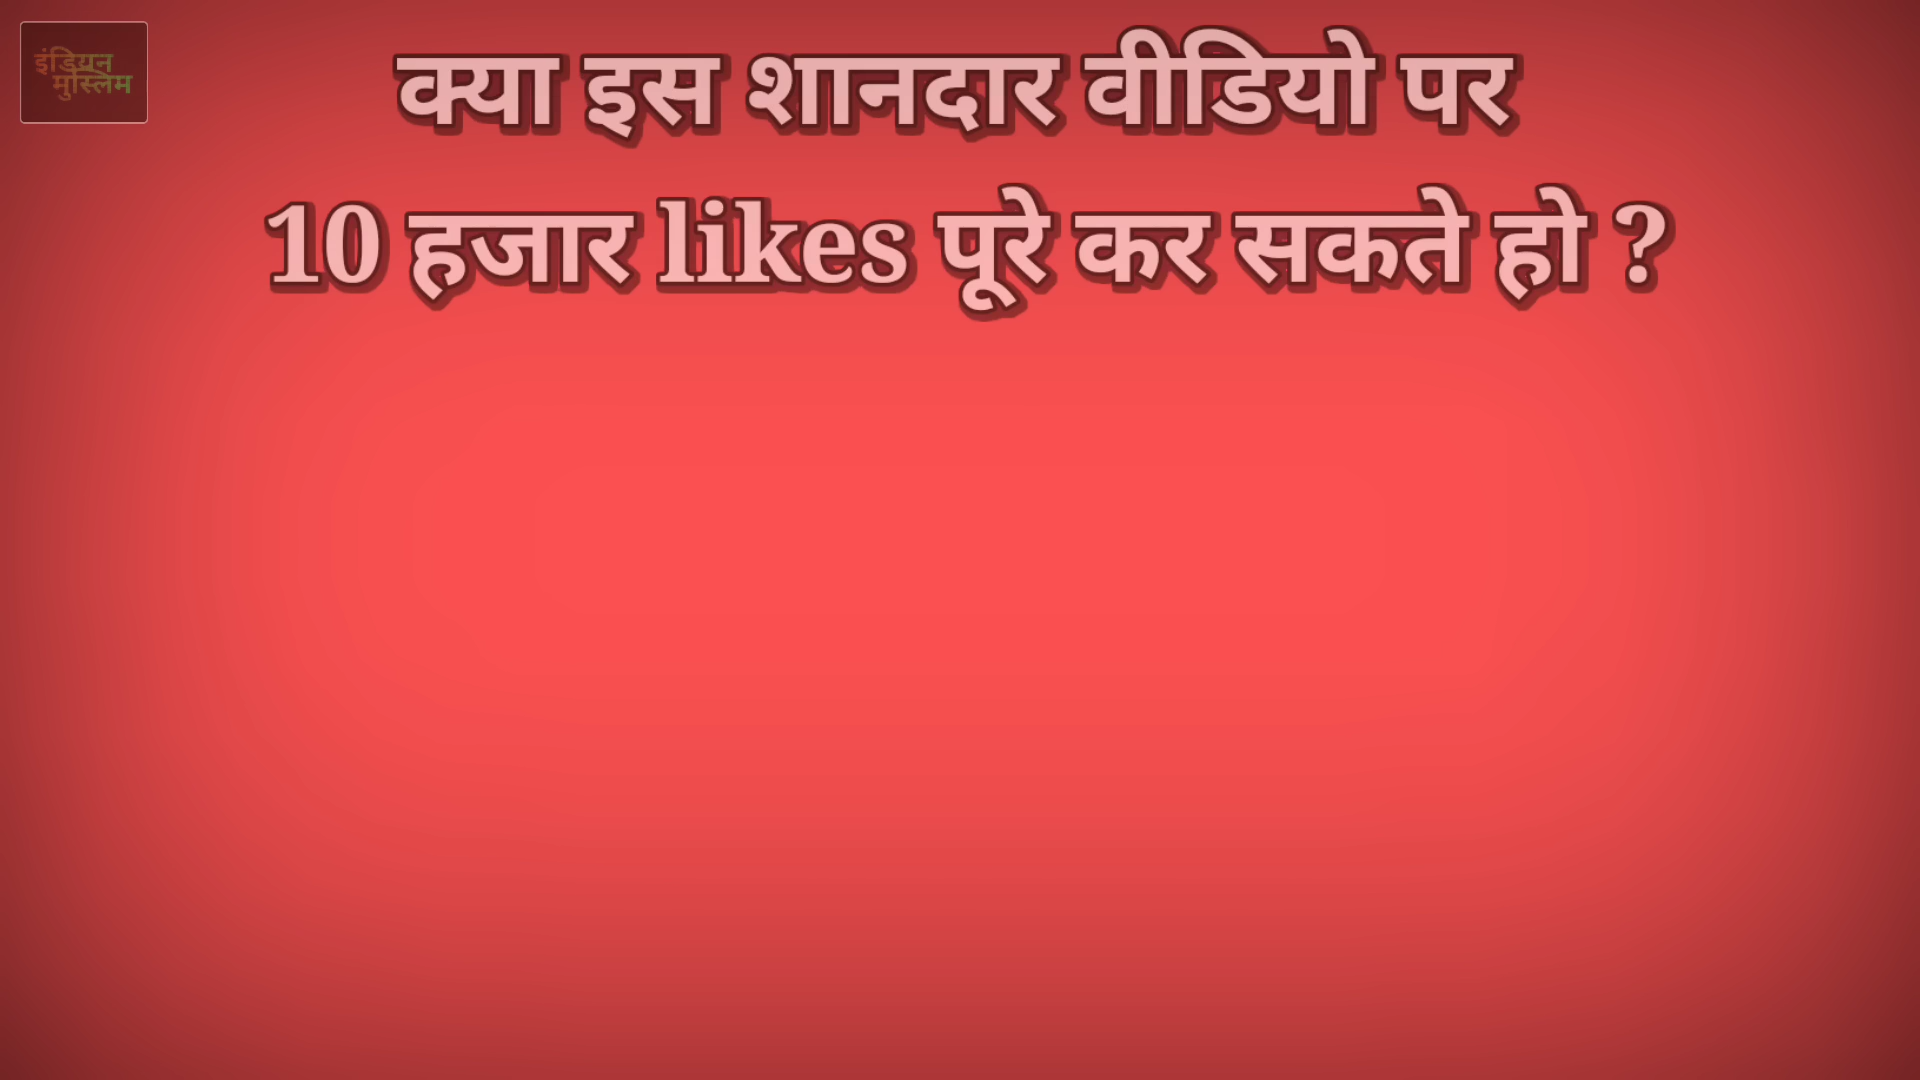 इंडियन
मुस्लिम
क्या इस शानदार वीडियो पर
10 हजार likes पूरे कर सकते हो ?